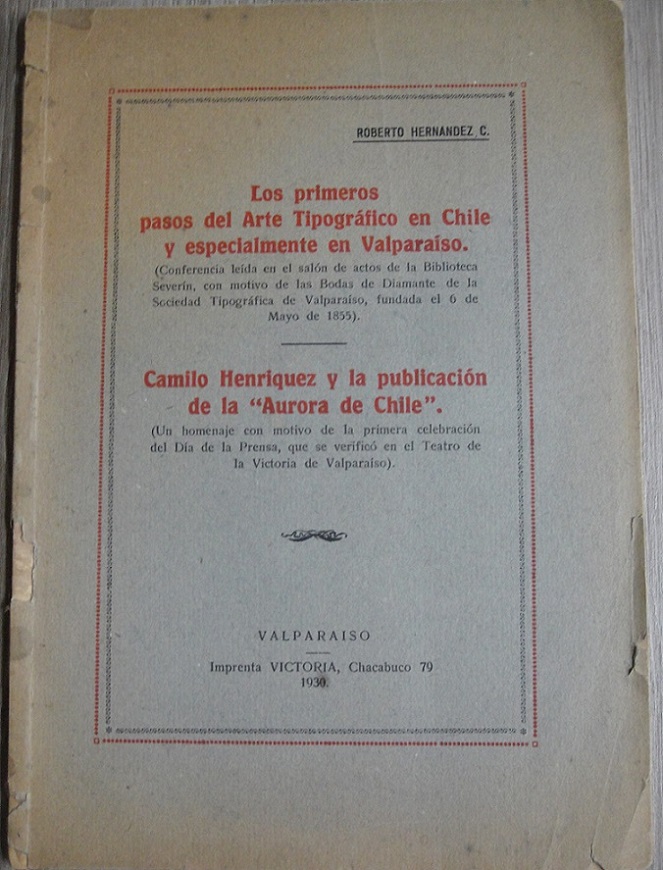 ROBERTO HERNANDEZ C.
Los primeros
pasos del Arte Tipográfico en Chile
y especialmente en Valparaíso.
(Conferencia leída en el salón de actos de la Biblioteca
Severín, con motivo de las Bodas de Diamante de la
Sociedad Tipográfica de Valparaíso, fundada el 6 de
Mayo de 1855).
Camilo Henriquez y la publicación
de la "Aurora de Chile".
(Un homenaje con motivo de la primera celebración
del Día de la Prensa, que se verificó en el Teatro de
la Victoria de Valparaíso).
VALPARAISO
Imprenta VICTORIA, Chacabuco 79
1930.